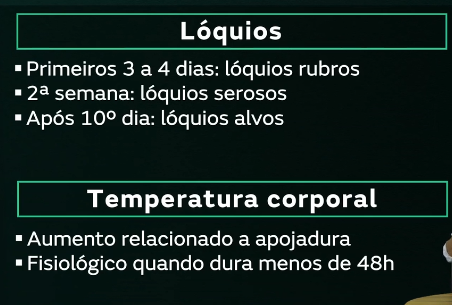 Lóquios
▪ Primeiros 3 a 4 dias: lóquios rubros
▪ 2ª semana: lóquios serosos
▪ Após 10º dia: lóquios alvos
Temperatura corporal
▪ Aumento relacionado a apojadura
▪ Fisiológico quando dura menos de 48h